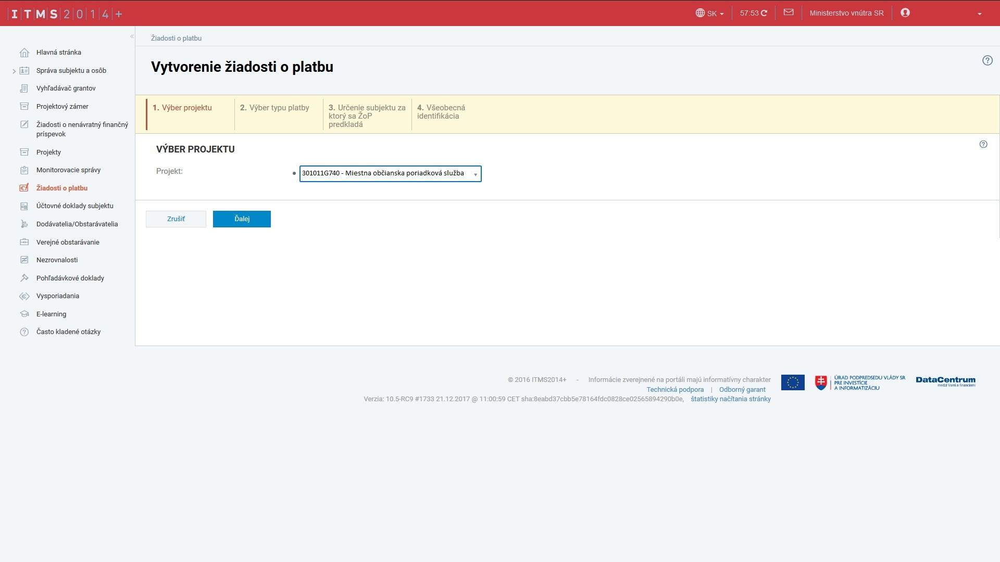 ITMS2014+
SK
57:53
Ministerstvo vnútra SR
«
Hlavná stránka
Správa subjektu a osôb
Vyhľadávač grantov
Projektový zámer
Žiadosti o nenávratný finančný
príspevok
Projekty
Monitorovacie správy
Žiadosti o platbu
Účtovné doklady subjektu
Dodávatelia/Obstarávatelia
Verejné obstarávanie
Nezrovnalosti
Pohľadávkové doklady
Vysporiadania
E-learning
Často kladené otázky
Žiadosti o platbu
Vytvorenie žiadosti o platbu
1. Výber projektu
2. Výber typu platby
3. Určenie subjektu za
ktorý sa ŽoP
predkladá
4. Všeobecná
identifikácia
VÝBER PROJEKTU
Projekt:
301011G740 - Miestna občianska poriadková služba
Zrušiť
Ďalej
© 2016 ITMS2014+ - Informácie zverejnené na portáli majú informatívny charakter
Technická podpora | Odborný garant
Verzia: 10.5-RC9 #1733 21.12.2017 @ 11:00:59 CET sha:8eabd37cbb5e78164fdc0828ce02565894290b0e, štatistiky načítania stránky
ÚRAD PODPREDSEDU VLÁDY SR
PRE INVESTÍCIE
A INFORMATIZÁCIU
DataCentrum
medzi Vami a financiami